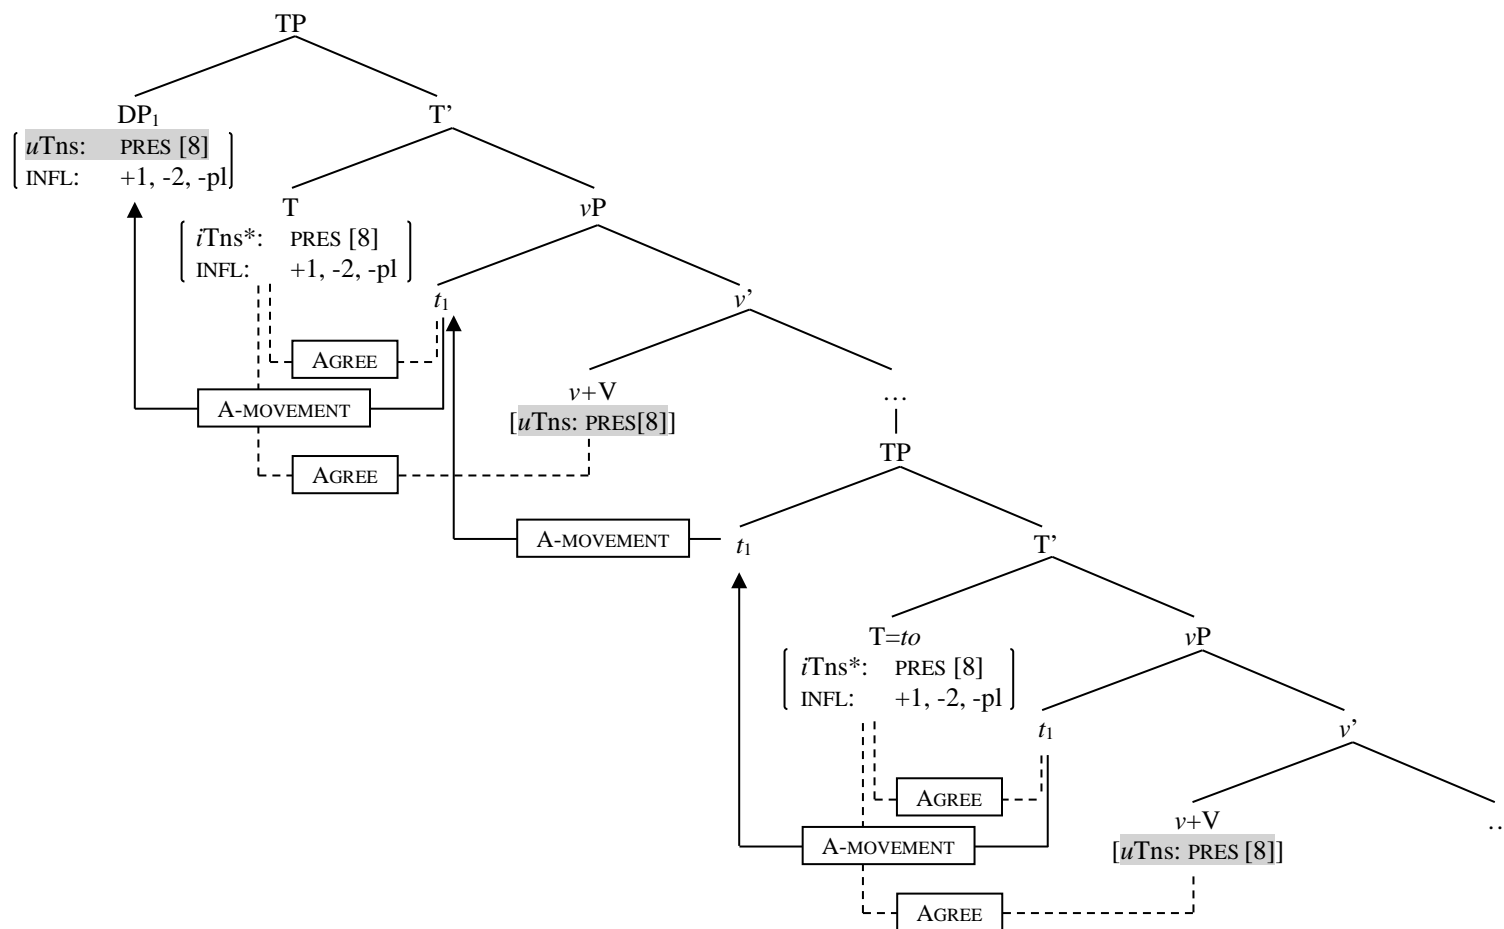 TP
DP1 T’
uTns: PRES [8]
INFL: +1, -2, -pl
T vP
iTns*: PRES [8]
INFL: +1, -2, -pl
t1 v’
AGREE
v+V …
A-MOVEMENT
[uTns: PRES[8]]
TP
AGREE
A-MOVEMENT t1 T’
T=to vP
iTns*: PRES [8]
INFL: +1, -2, -pl
t1 v’
AGREE
v+V ..
A-MOVEMENT [uTns: PRES [8]]
AGREE